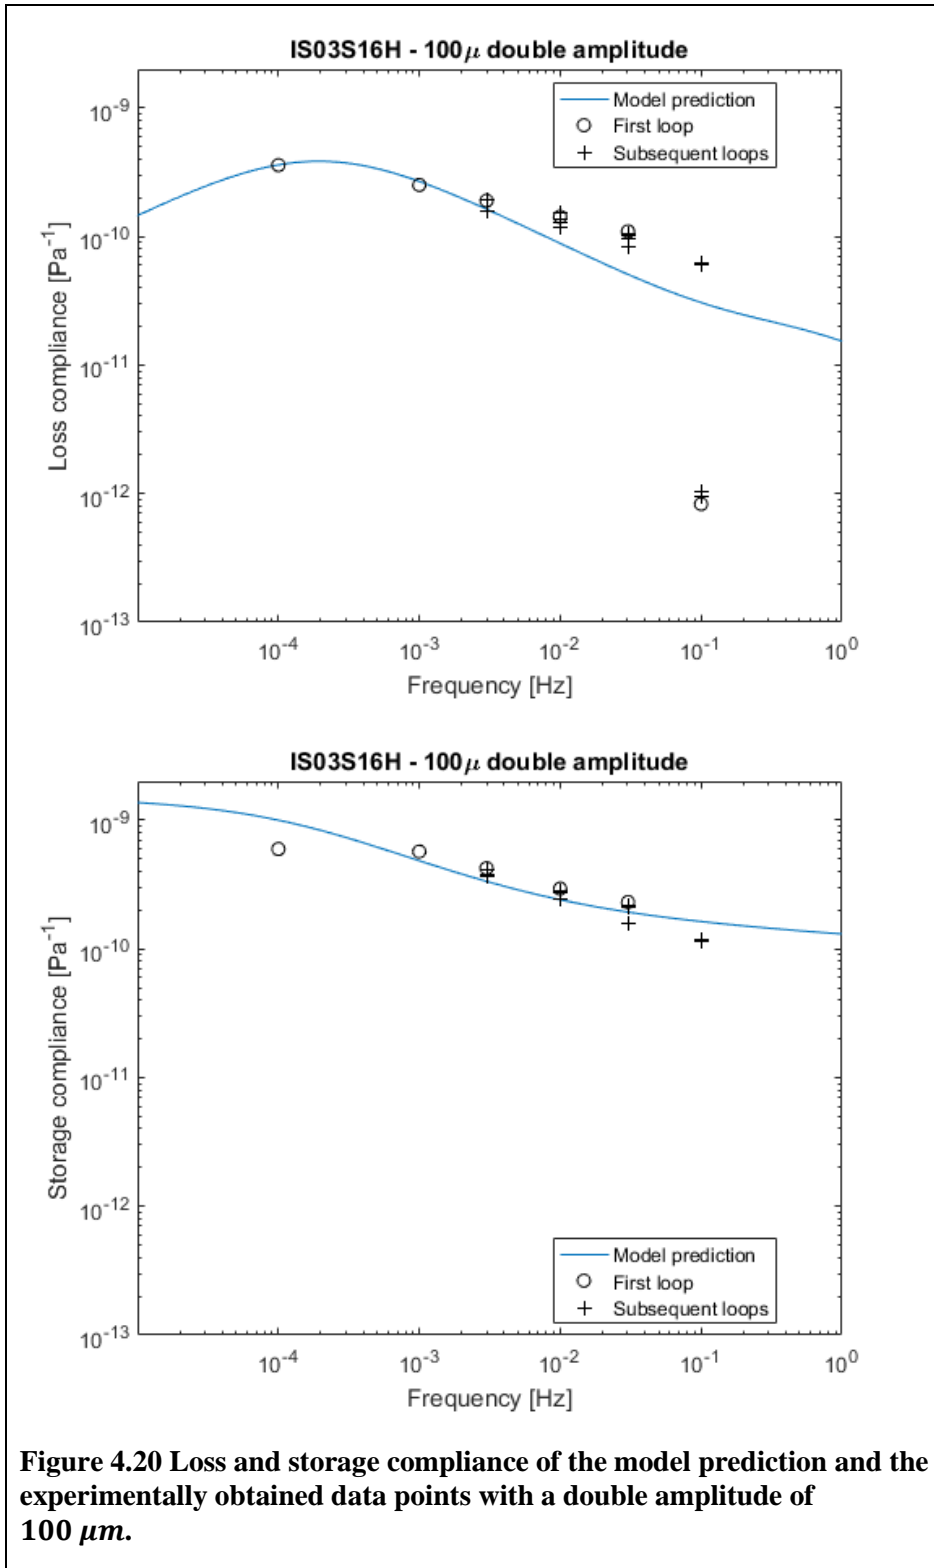 IS03S16H - 100μ double amplitude
Model prediction
First loop
Subsequent loops
Loss compliance [Pa⁻¹]
10⁻⁹
10⁻¹⁰
10⁻¹¹
10⁻¹²
10⁻¹³
10⁻⁴ 10⁻³ 10⁻² 10⁻¹ 10⁰
Frequency [Hz]
IS03S16H - 100μ double amplitude
Storage compliance [Pa⁻¹]
10⁻⁹
10⁻¹⁰
10⁻¹¹
10⁻¹²
10⁻¹³
Model prediction
First loop
Subsequent loops
10⁻⁴ 10⁻³ 10⁻² 10⁻¹ 10⁰
Frequency [Hz]
Figure 4.20 Loss and storage compliance of the model prediction and the
experimentally obtained data points with a double amplitude of
100 μm.